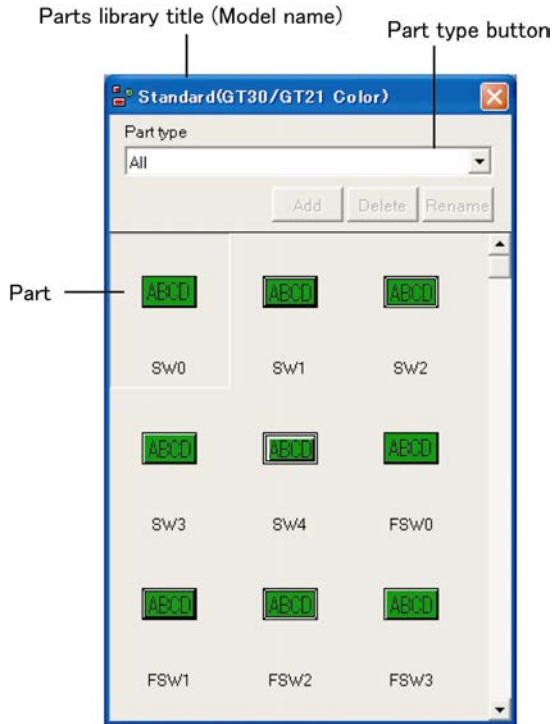 Parts library title (Model name)
Part type button
Standard(GT30/GT21 Color)
Part type
All
Add Delete Rename
Part
ABCD ABCD ABCD
SW0 SW1 SW2
ABCD ABCD ABCD
SW3 SW4 FSW0
ABCD ABCD ABCD
FSW1 FSW2 FSW3